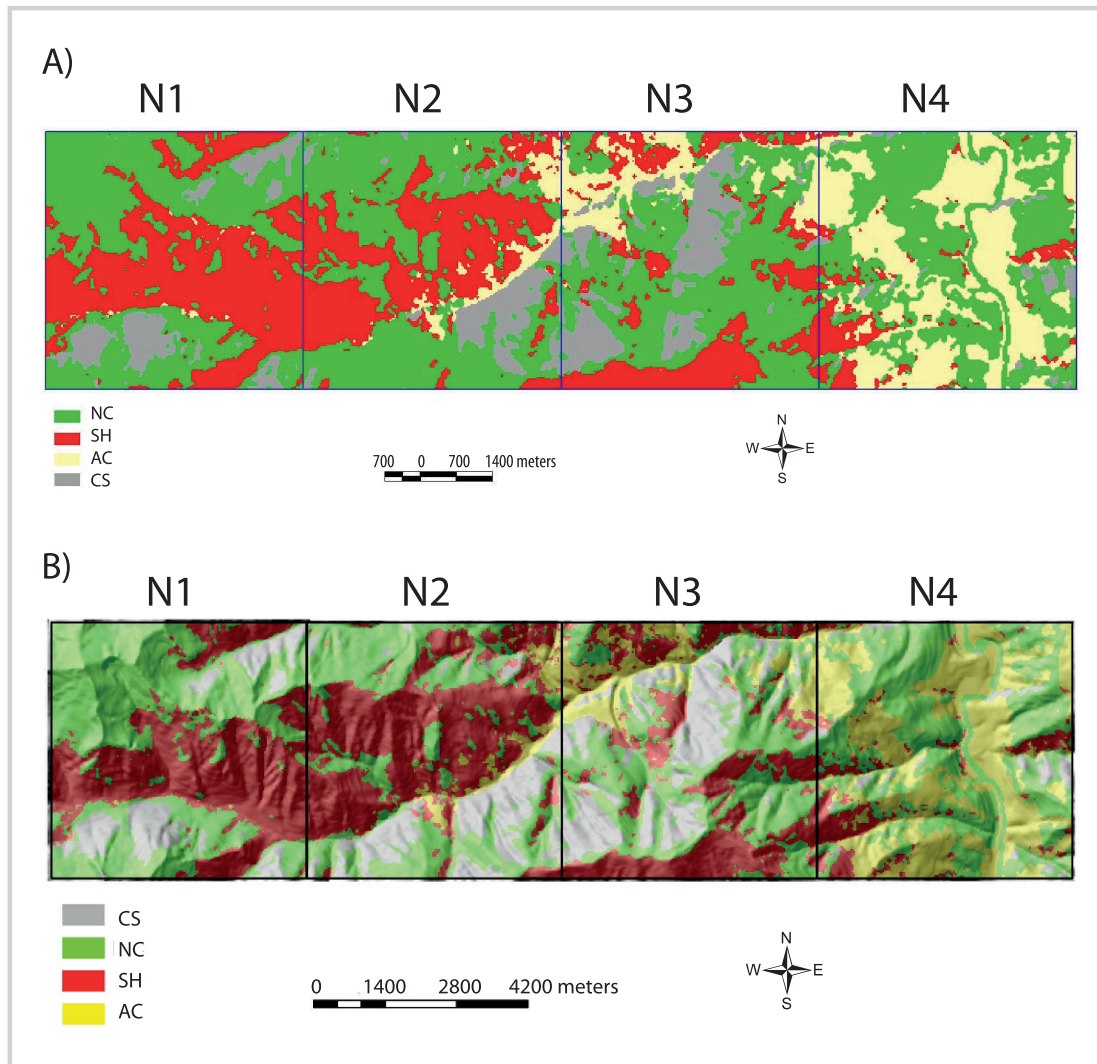 A)
N1 N2 N3 N4
NC
SH
AC
CS
700 0 700 1400 meters
N
W E
S
B)
N1 N2 N3 N4
CS
NC
SH
AC
0 1400 2800 4200 meters
N
W E
S